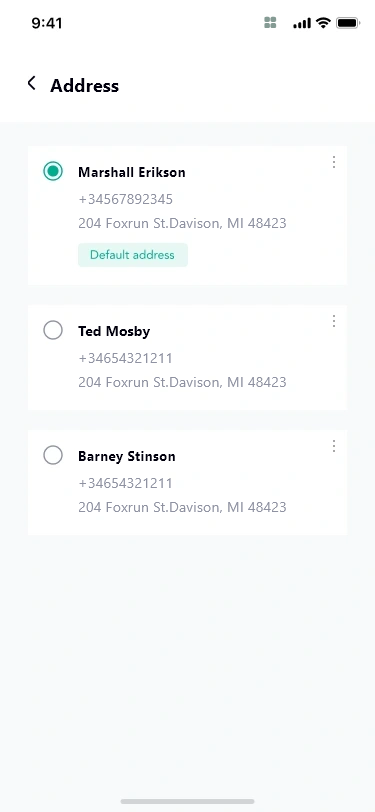 9:41
Address
Marshall Erikson
+34567892345
204 Foxrun St.Davison, MI 48423
Default address
Ted Mosby
+34654321211
204 Foxrun St.Davison, MI 48423
Barney Stinson
+34654321211
204 Foxrun St.Davison, MI 48423